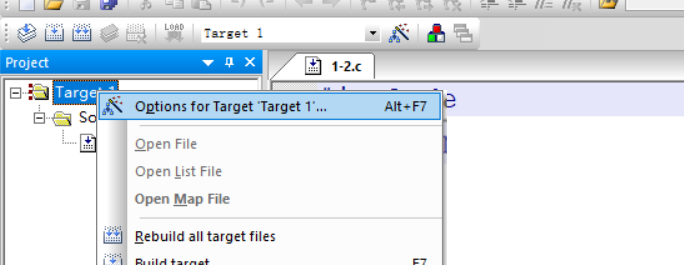 LOAD
Target 1
Project
1-2.c
Target 1
Options for Target 'Target 1'... Alt+F7
So
Open File
Open List File
Open Map File
Rebuild all target files
Build target F7